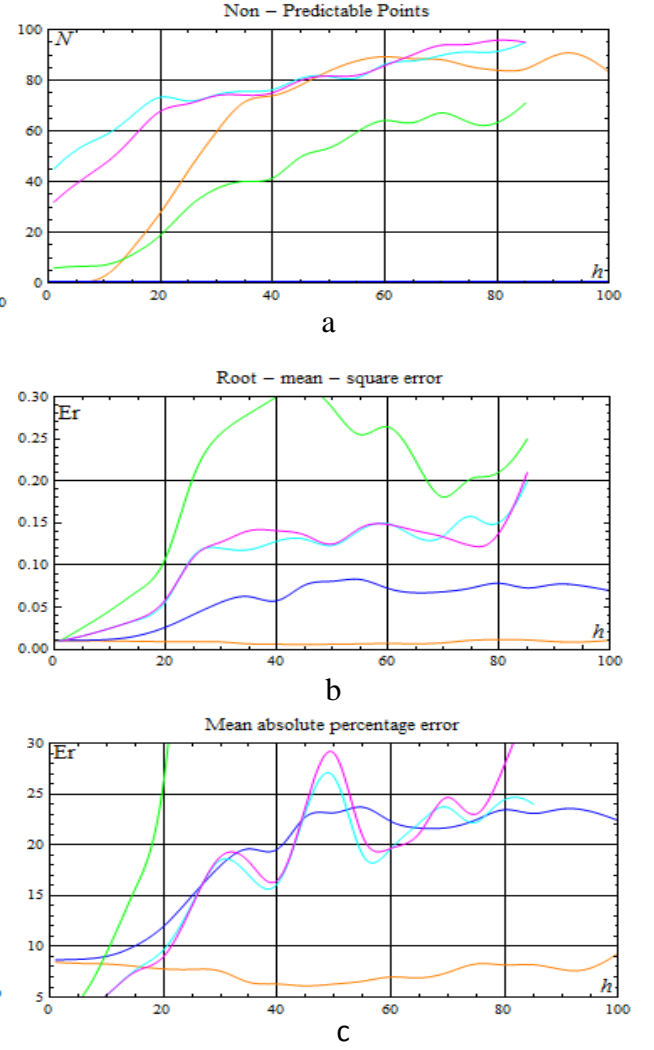 Non – Predictable Points
N
100
80
60
40
20
0
h
0 20 40 60 80 100
a
Root – mean – square error
Er
0.30
0.25
0.20
0.15
0.10
0.05
0.00
h
0 20 40 60 80 100
b
Mean absolute percentage error
Er'
30
25
20
15
10
5
h
0 20 40 60 80 100
c